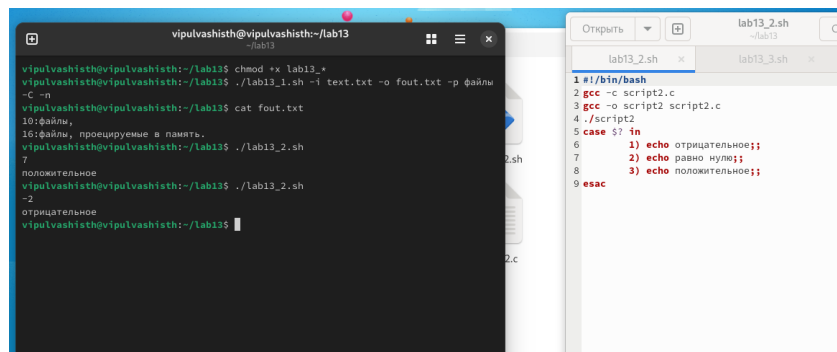 vipulvashisth@vipulvashisth:~/lab13
~/lab13
vipulvashisth@vipulvashisth:~/lab13$ chmod +x lab13_*
vipulvashisth@vipulvashisth:~/lab13$ ./lab13_1.sh -i text.txt -o fout.txt -p файлы
-C -n
vipulvashisth@vipulvashisth:~/lab13$ cat fout.txt
10:файлы,
16:файлы, проецируемые в память.
vipulvashisth@vipulvashisth:~/lab13$ ./lab13_2.sh
7
положительное
vipulvashisth@vipulvashisth:~/lab13$ ./lab13_2.sh
-2
отрицательное
vipulvashisth@vipulvashisth:~/lab13$
2.sh
2.c
Открыть
lab13_2.sh
~/lab13
lab13_2.sh ×
lab13_3.sh ×
1 #!/bin/bash
2 gcc -c script2.c
3 gcc -o script2 script2.c
4 ./script2
5 case $? in
6 1) echo отрицательное;;
7 2) echo равно нулю;;
8 3) echo положительное;;
9 esac